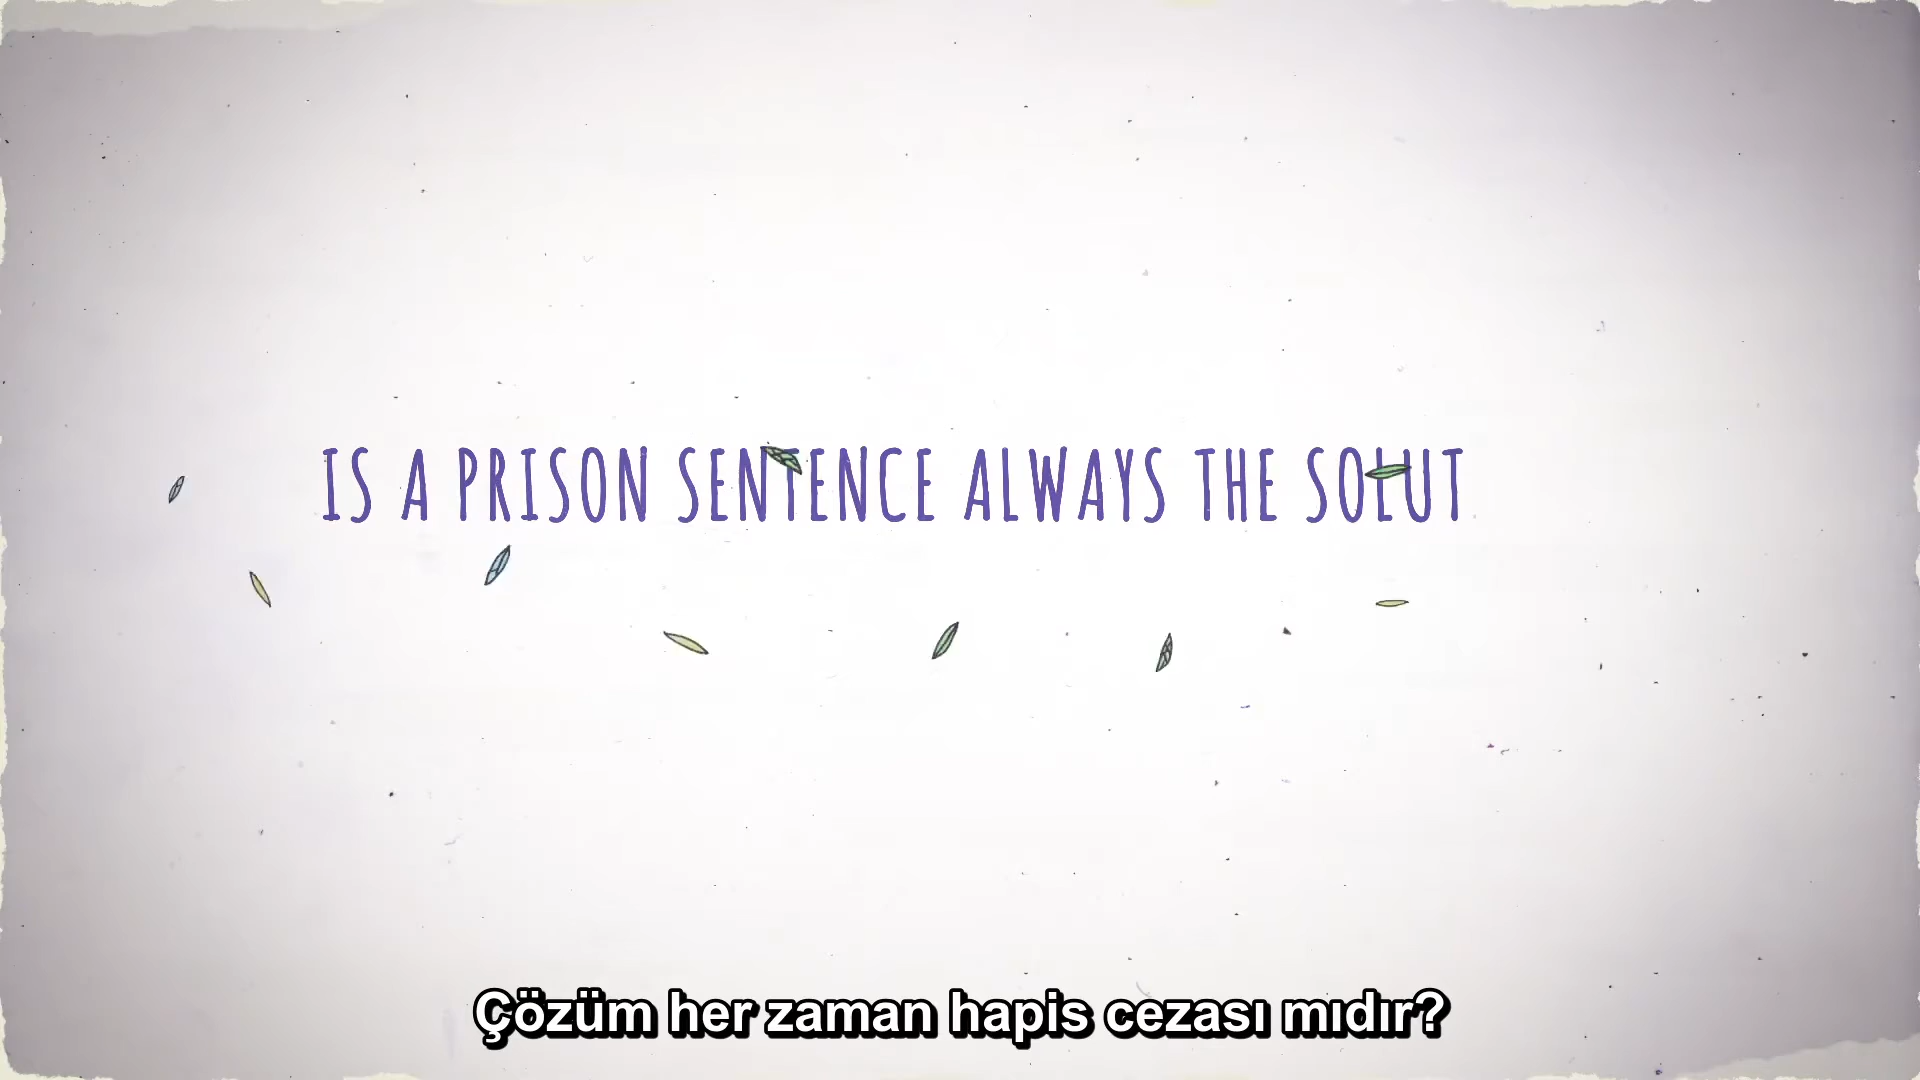 IS A PRISON SENTENCE ALWAYS THE SOLUT
Çözüm her zaman hapis cezası mıdır?